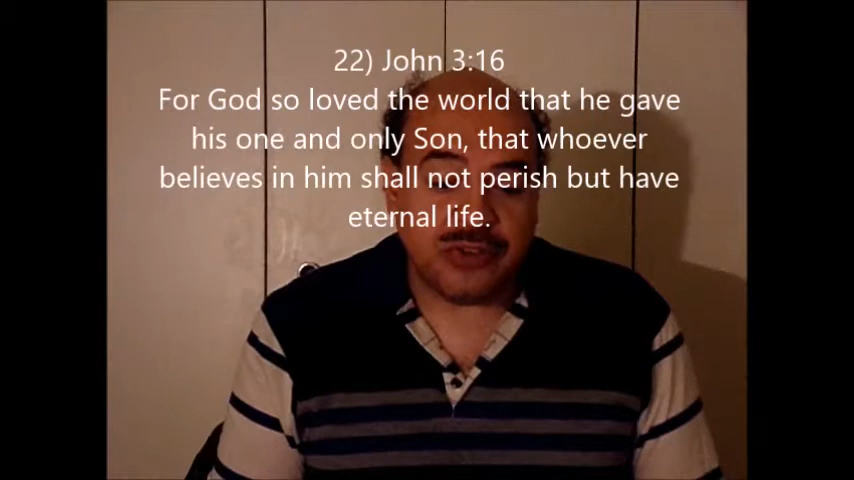 22) John 3:16
For God so loved the world that he gave
his one and only Son, that whoever
believes in him shall not perish but have
eternal life.